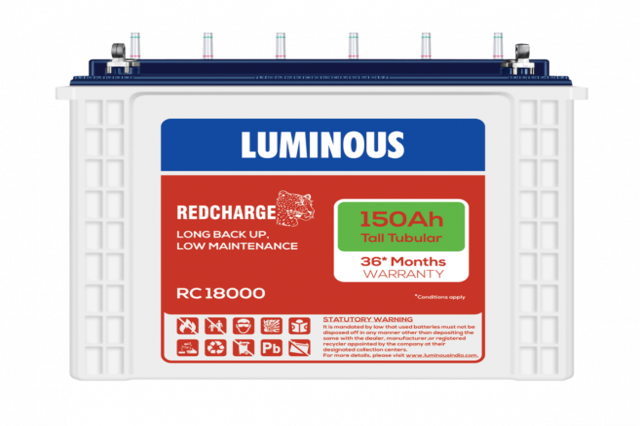 LUMINOUS
REDCHARGE
LONG BACK UP,
LOW MAINTENANCE
RC 18000
150Ah
Tall Tubular
36* Months
WARRANTY
*Conditions apply
STATUTORY WARNING
It is mandated by law that used batteries must not be
disposed off in any manner other than depositing the
same with the dealer, manufacturer, or registered
recycler appointed by the company at their
designated collection centers.
For more details, please visit www.luminousindia.com.
Pb